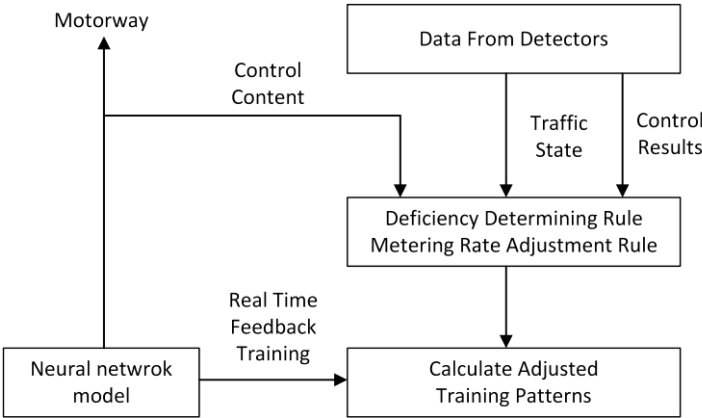 Motorway
Data From Detectors
Control
Content
Traffic
State
Control
Results
Deficiency Determining Rule
Metering Rate Adjustment Rule
Real Time
Feedback
Training
Neural netwrok
model
Calculate Adjusted
Training Patterns